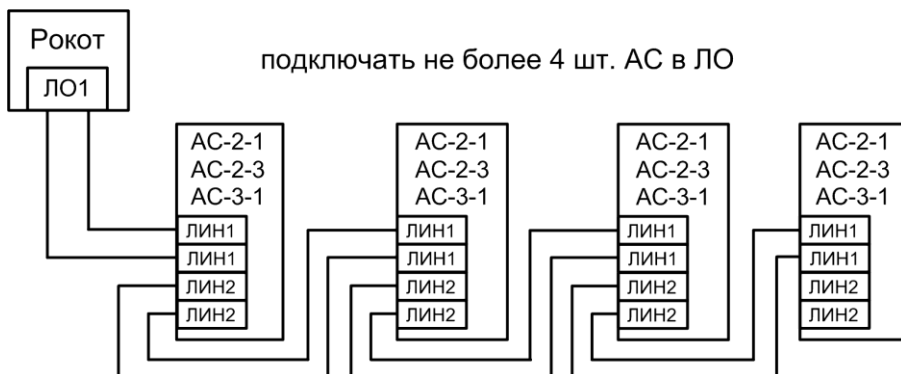 Рокот
ЛО1
подключать не более 4 шт. АС в ЛО
АС-2-1
АС-2-3
АС-3-1
ЛИН1
ЛИН1
ЛИН2
ЛИН2
АС-2-1
АС-2-3
АС-3-1
ЛИН1
ЛИН1
ЛИН2
ЛИН2
АС-2-1
АС-2-3
АС-3-1
ЛИН1
ЛИН1
ЛИН2
ЛИН2
АС-2-1
АС-2-3
АС-3-1
ЛИН1
ЛИН1
ЛИН2
ЛИН2